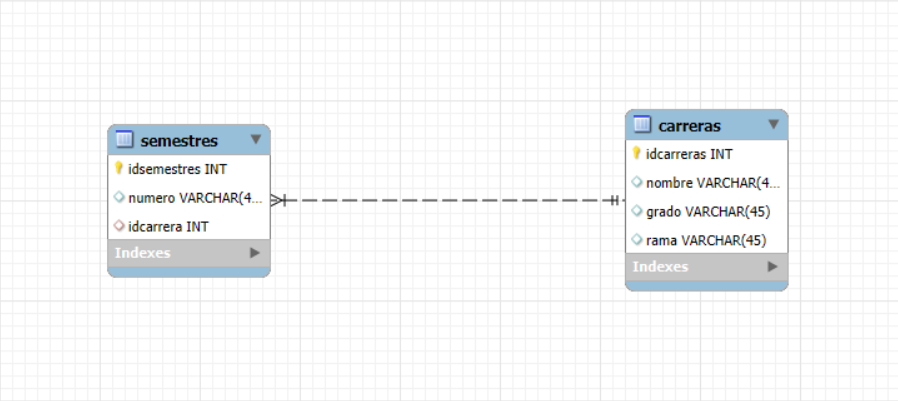 semestres
idsemestres INT
numero VARCHAR(4...
idcarrera INT
Indexes
carreras
idcarreras INT
nombre VARCHAR(4...
grado VARCHAR(45)
rama VARCHAR(45)
Indexes